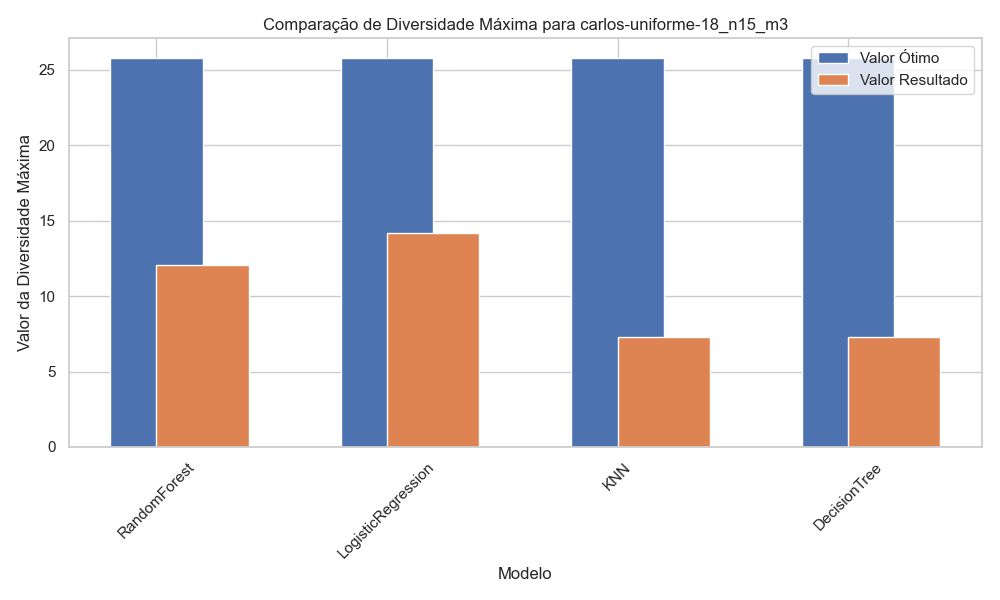 Comparação de Diversidade Máxima para carlos-uniforme-18_n15_m3
Valor Ótimo
Valor Resultado
Valor da Diversidade Máxima
25
20
15
10
5
0
RandomForest
LogisticRegression
KNN
DecisionTree
Modelo